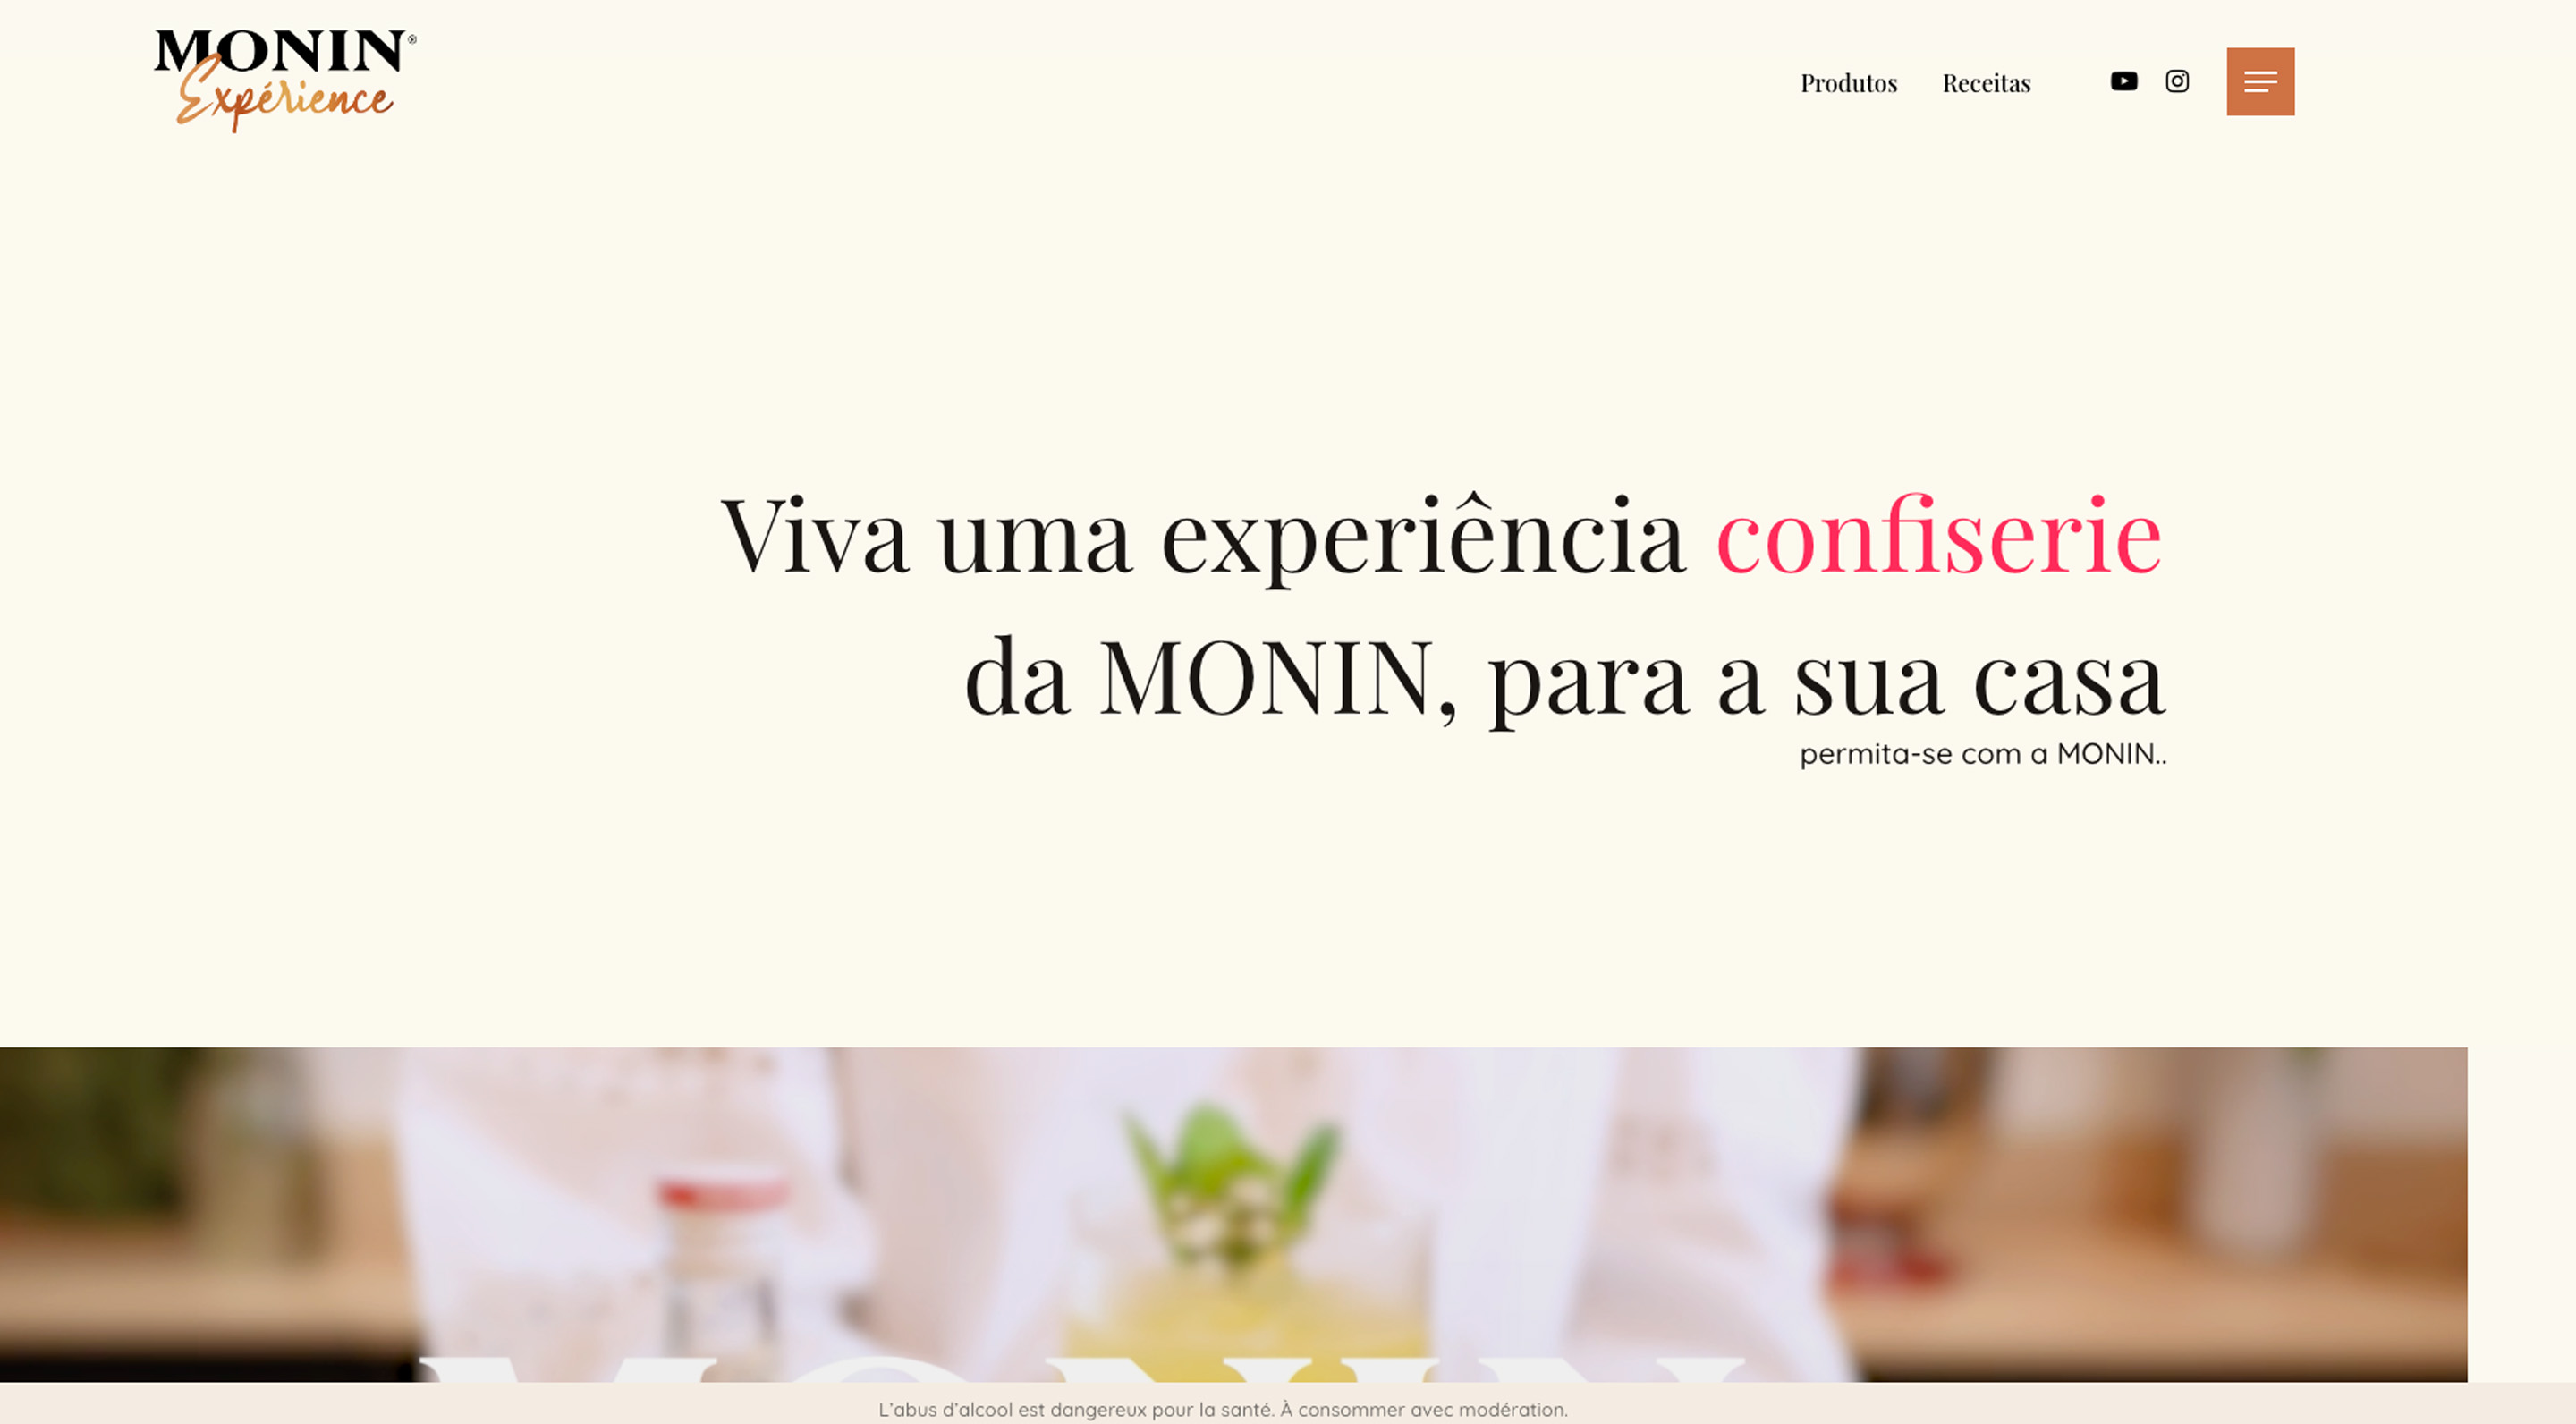 MONIN®
Expérience
Produtos Receitas
Viva uma experiência confiserie
da MONIN, para a sua casa
permita-se com a MONIN..
MONIN
L'abus d'alcool est dangereux pour la santé. À consommer avec modération.